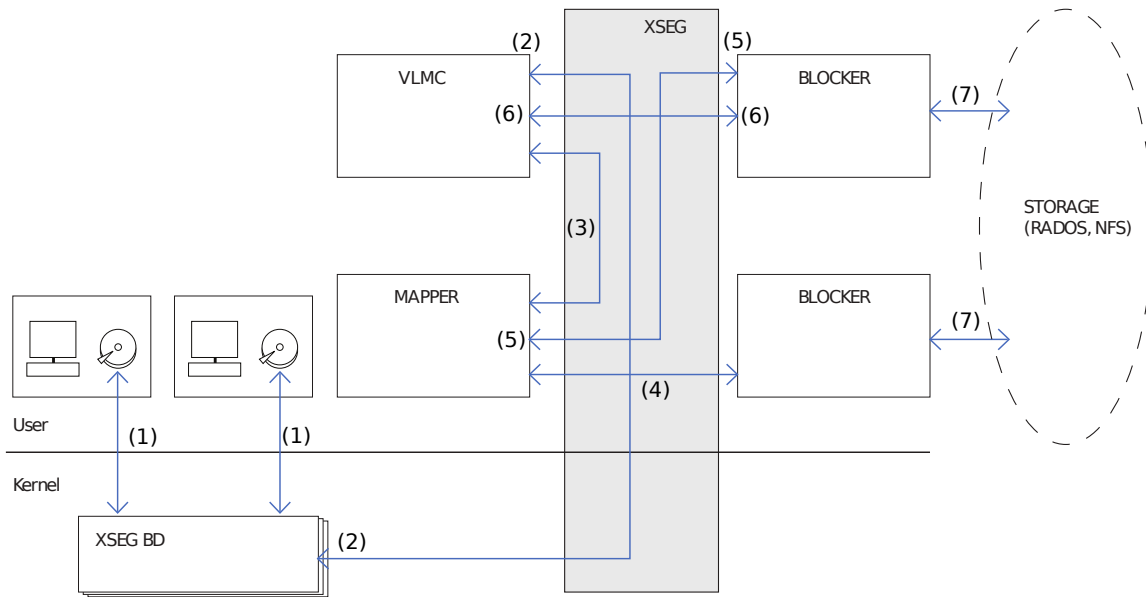 XSEG
(2)
(5)
VLMC
BLOCKER
(7)
(6)
(6)
(3)
STORAGE
(RADOS, NFS)
MAPPER
BLOCKER
(7)
(5)
(4)
User
(1)
(1)
Kernel
XSEG BD
(2)